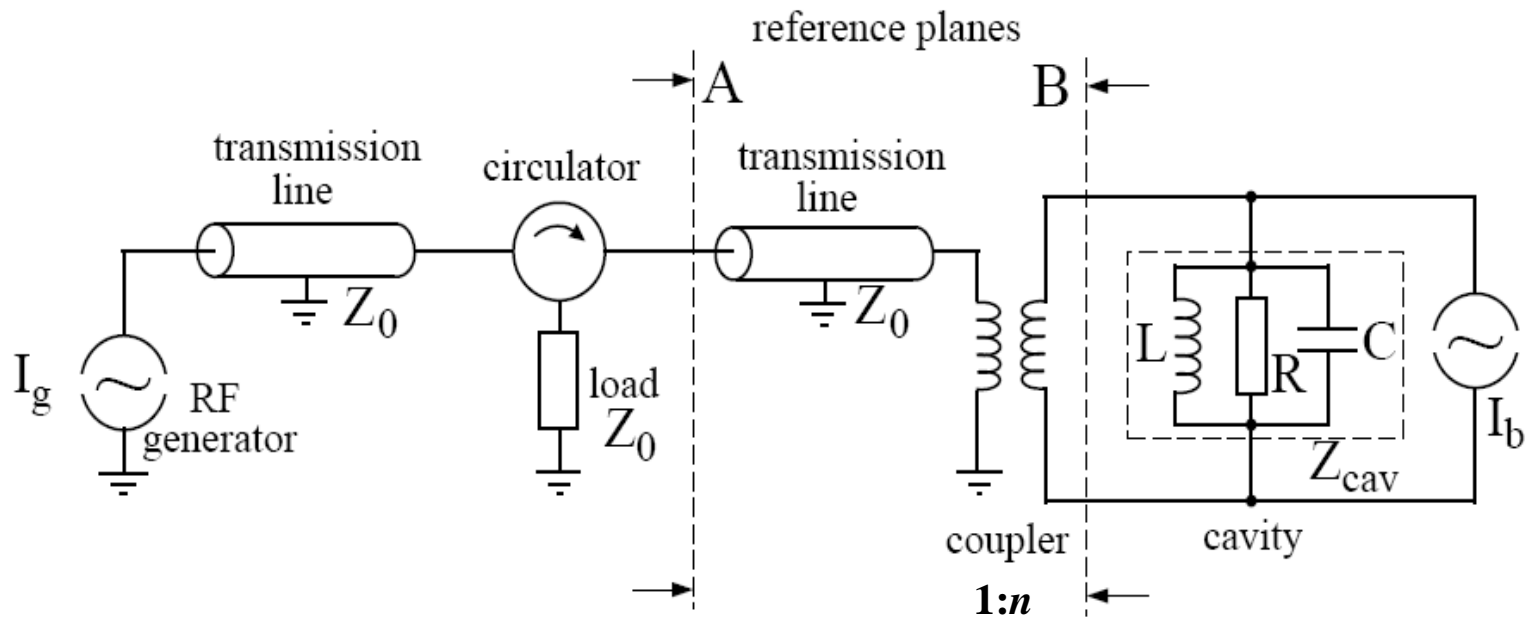 reference planes
A
B
transmission
line
circulator
transmission
line
Z0
Z0
Ig
RF
generator
load
Z0
L
R
C
Ib
Zcav
coupler
cavity
1:n